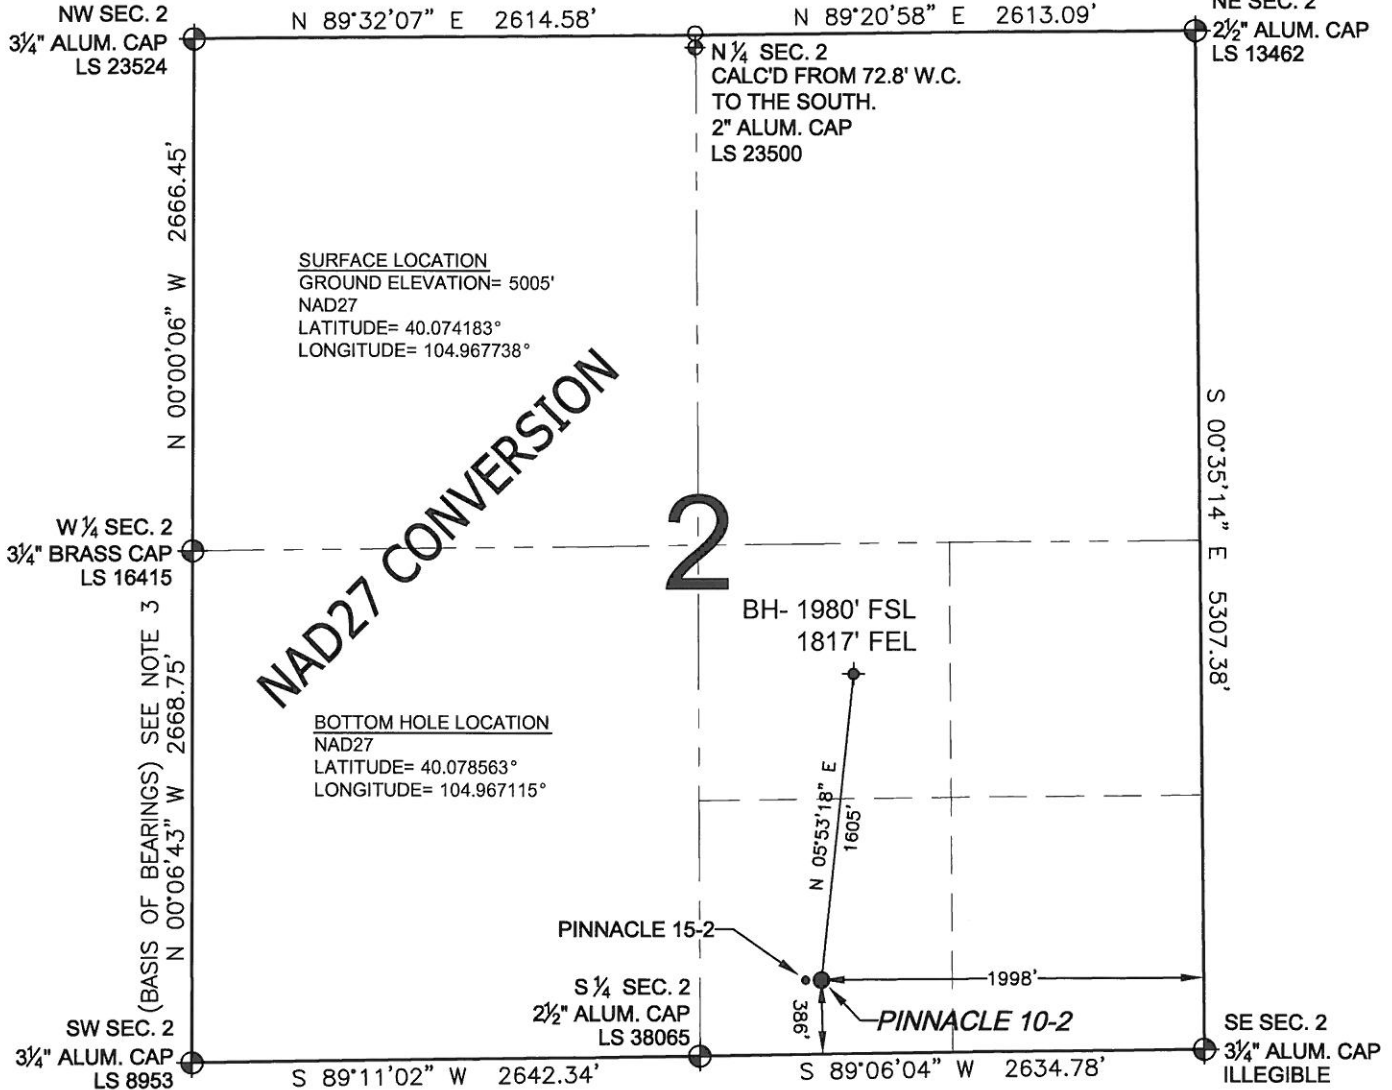 N 89°32'07" E 2614.58'
N 89°20'58" E 2613.09'
NW SEC. 2
3¼" ALUM. CAP
LS 23524
NE SEC. 2
2½" ALUM. CAP
LS 13462
N ¼ SEC. 2
CALC'D FROM 72.8' W.C.
TO THE SOUTH.
2" ALUM. CAP
LS 23500
N 00°00'06" W 2666.45'
SURFACE LOCATION
GROUND ELEVATION= 5005'
NAD27
LATITUDE= 40.074183°
LONGITUDE= 104.967738°
NAD27 CONVERSION
S 00°35'14" E 5307.38'
W ¼ SEC. 2
3¼" BRASS CAP
LS 16415
2
BH- 1980' FSL
1817' FEL
(BASIS OF BEARINGS) SEE NOTE 3
N 00°06'43" W 2668.75'
BOTTOM HOLE LOCATION
NAD27
LATITUDE= 40.078563°
LONGITUDE= 104.967115°
N 05°53'18" E
1605'
PINNACLE 15-2
1998'
386'
PINNACLE 10-2
S ¼ SEC. 2
2½" ALUM. CAP
LS 38065
SW SEC. 2
3¼" ALUM. CAP
LS 8953
SE SEC. 2
3¼" ALUM. CAP
ILLEGIBLE
S 89°11'02" W 2642.34'
S 89°06'04" W 2634.78'